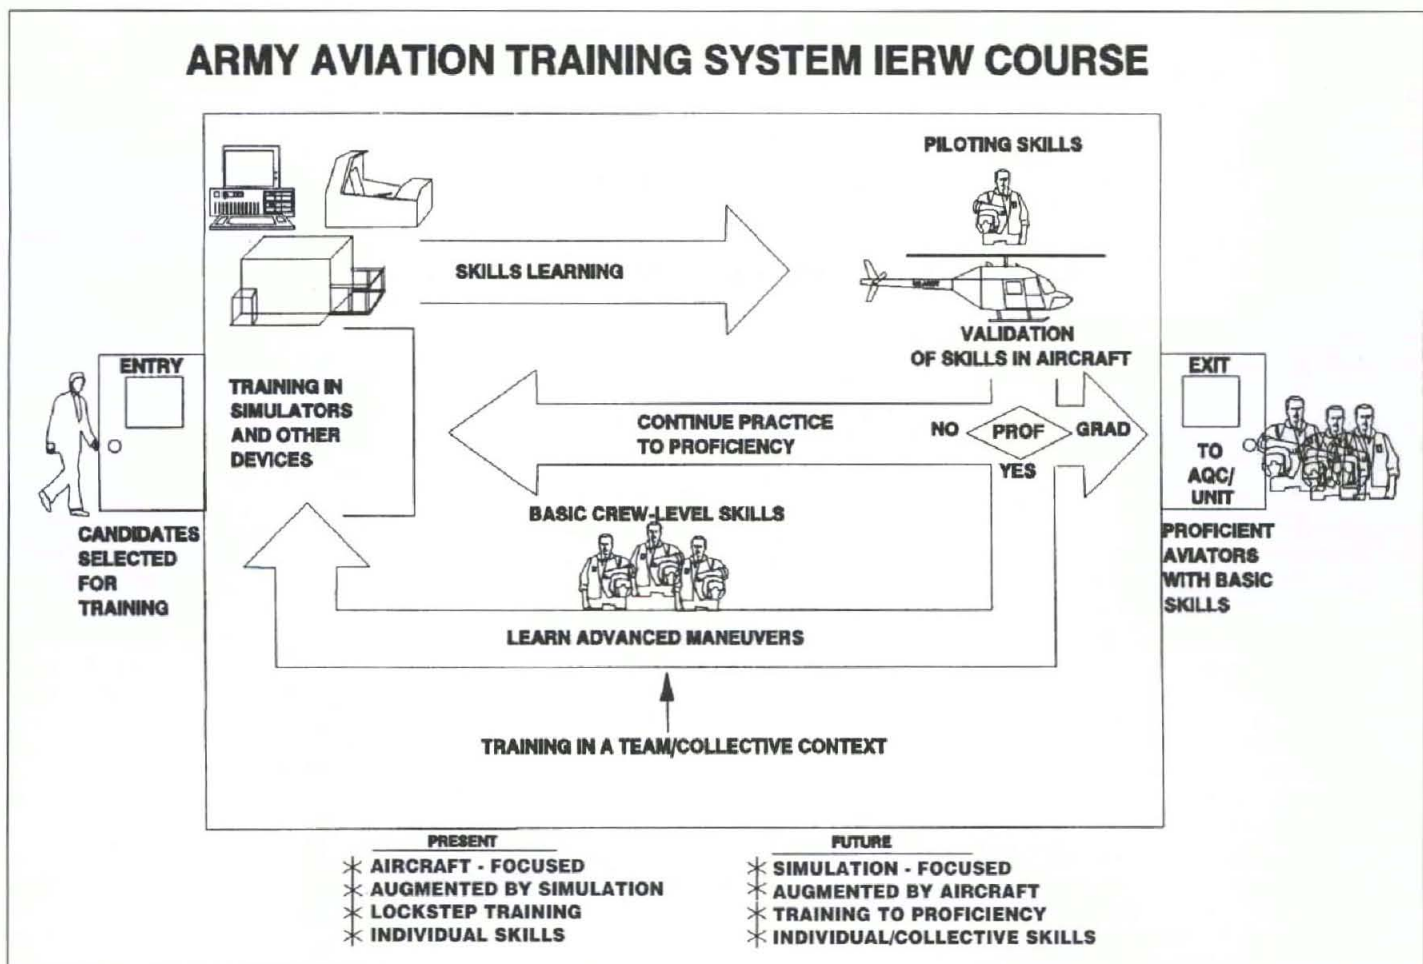 ARMY AVIATION TRAINING SYSTEM IERW COURSE
PILOTING SKILLS
SKILLS LEARNING
VALIDATION
OF SKILLS IN AIRCRAFT
ENTRY
TRAINING IN
SIMULATORS
AND OTHER
DEVICES
CONTINUE PRACTICE
TO PROFICIENCY
NO
PROF
GRAD
YES
EXIT
TO
AQC/
UNIT
BASIC CREW-LEVEL SKILLS
CANDIDATES
SELECTED
FOR
TRAINING
PROFICIENT
AVIATORS
WITH BASIC
SKILLS
LEARN ADVANCED MANEUVERS
TRAINING IN A TEAM/COLLECTIVE CONTEXT
PRESENT
AIRCRAFT - FOCUSED
AUGMENTED BY SIMULATION
LOCKSTEP TRAINING
INDIVIDUAL SKILLS
FUTURE
SIMULATION - FOCUSED
AUGMENTED BY AIRCRAFT
TRAINING TO PROFICIENCY
INDIVIDUAL/COLLECTIVE SKILLS